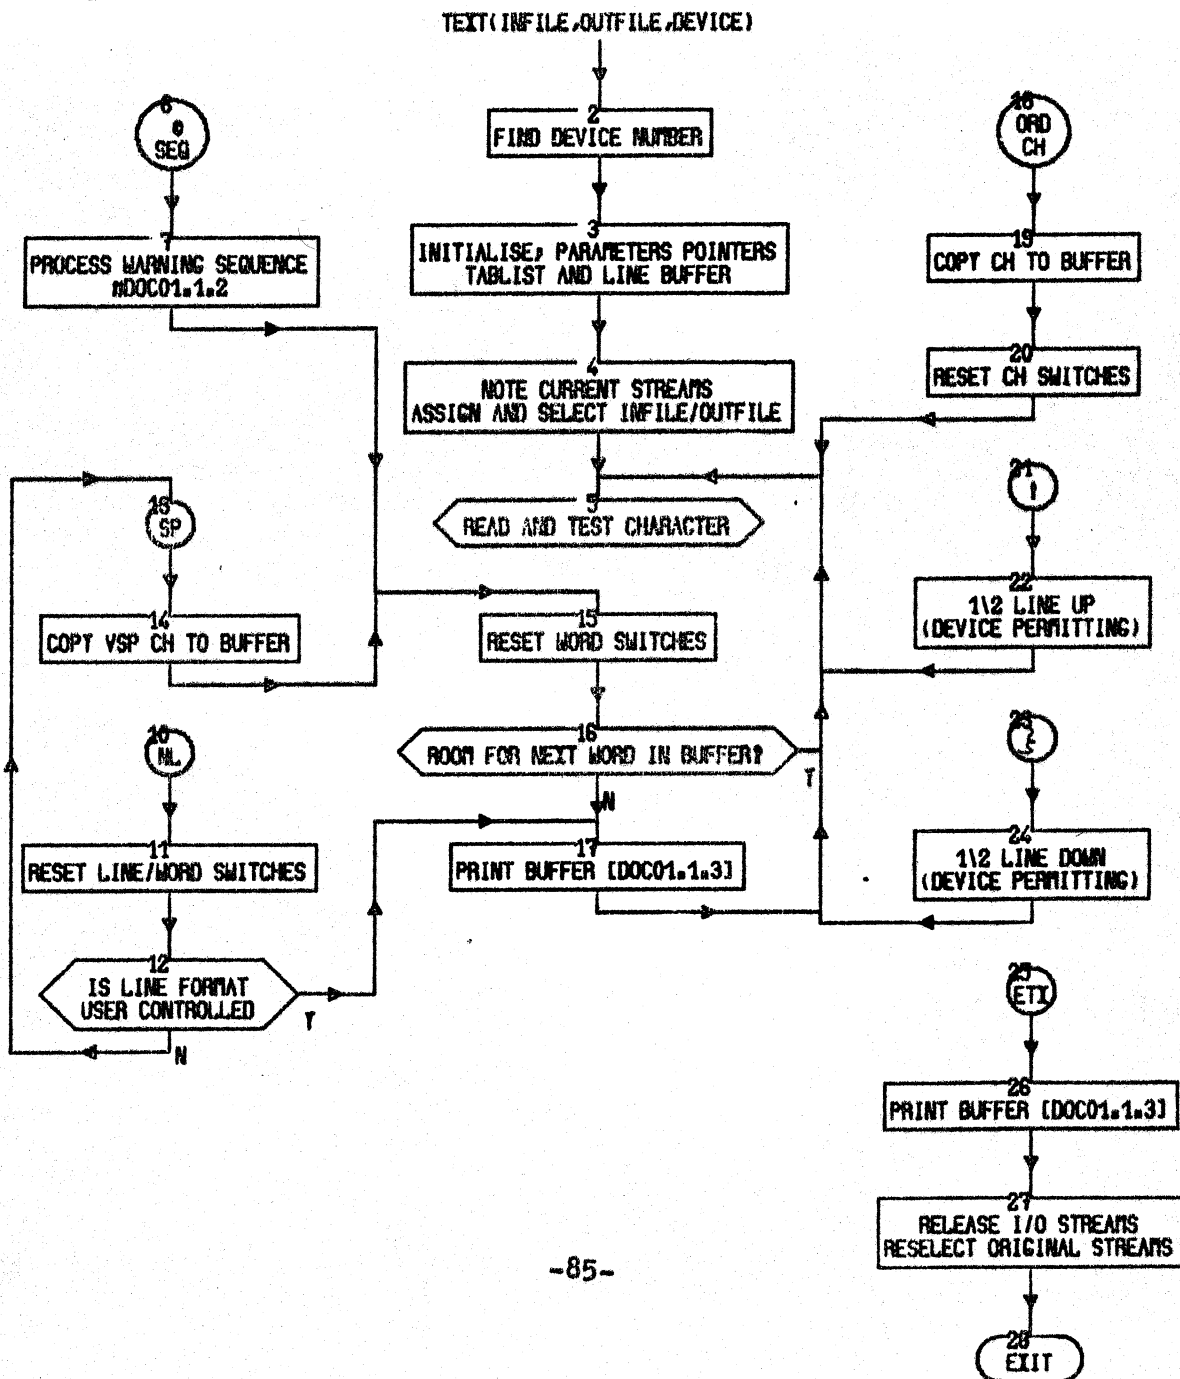 TEXT(INFILE,OUTFILE,DEVICE)
6
@
SEQ
7
PROCESS WARNING SEQUENCE
DOC01.1.2
2
FIND DEVICE NUMBER
3
INITIALISE, PARAMETERS POINTERS
TABLIST AND LINE BUFFER
4
NOTE CURRENT STREAMS
ASSIGN AND SELECT INFILE/OUTFILE
5
READ AND TEST CHARACTER
18
ORD
CH
19
COPY CH TO BUFFER
20
RESET CH SWITCHES
SP
14
COPY VSP CH TO BUFFER
15
RESET WORD SWITCHES
16
ROOM FOR NEXT WORD IN BUFFER?
Y
N
17
PRINT BUFFER [DOC01.1.3]
21
22
1\2 LINE UP
(DEVICE PERMITTING)
10
NL
11
RESET LINE/WORD SWITCHES
12
IS LINE FORMAT
USER CONTROLLED
Y
N
23
24
1\2 LINE DOWN
(DEVICE PERMITTING)
25
ETX
26
PRINT BUFFER [DOC01.1.3]
27
RELEASE I/O STREAMS
RESELECT ORIGINAL STREAMS
28
EXIT
-85-